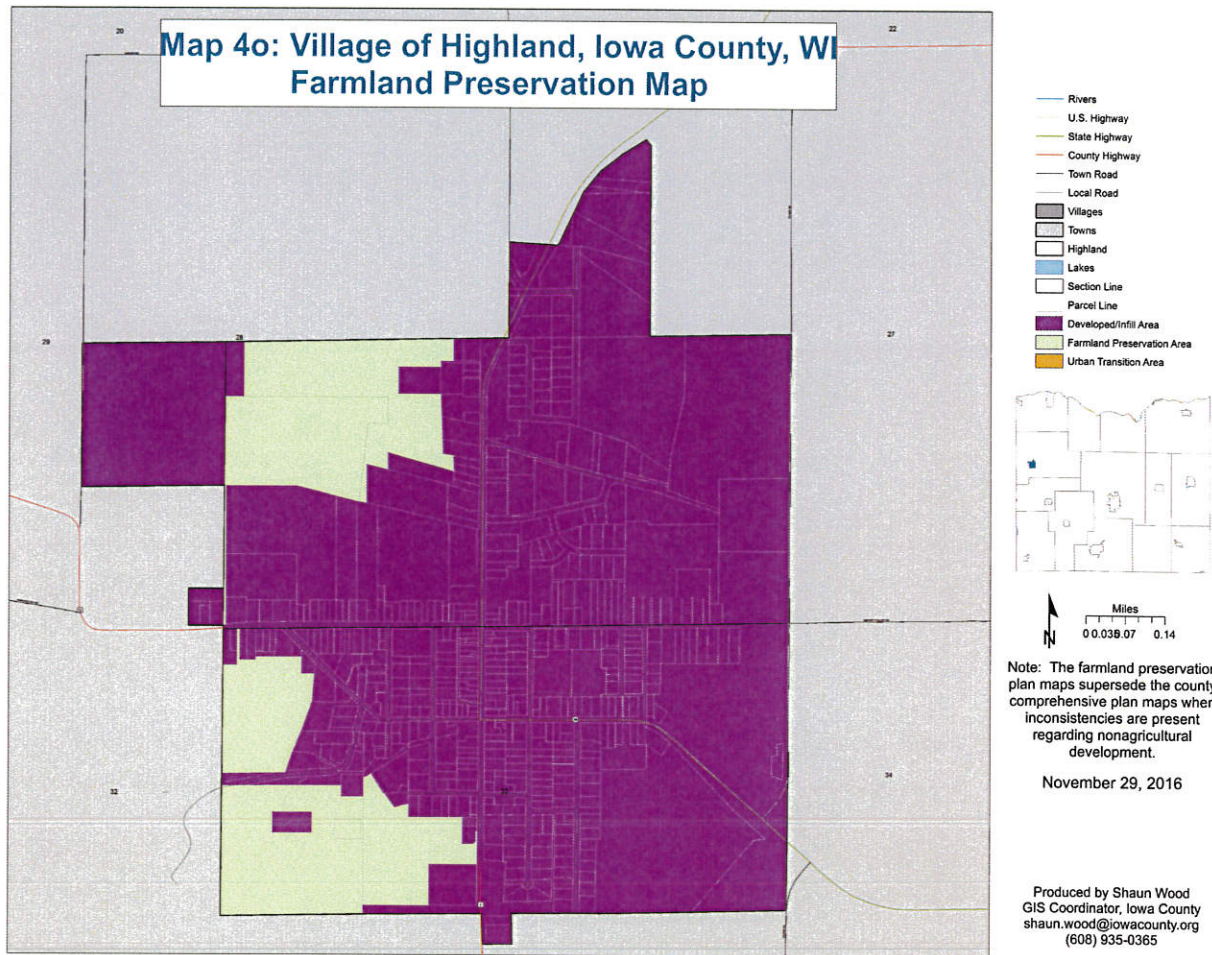 Map 4o: Village of Highland, Iowa County, WI
Farmland Preservation Map
20
22
29
28
27
32
33
34
Rivers
U.S. Highway
State Highway
County Highway
Town Road
Local Road
Villages
Towns
Highland
Lakes
Section Line
Parcel Line
Developed/Infill Area
Farmland Preservation Area
Urban Transition Area
N
Miles
0 0.035 0.07 0.14
Note: The farmland preservation
plan maps supersede the county
comprehensive plan maps when
inconsistencies are present
regarding nonagricultural
development.
November 29, 2016
Produced by Shaun Wood
GIS Coordinator, Iowa County
shaun.wood@iowacounty.org
(608) 935-0365